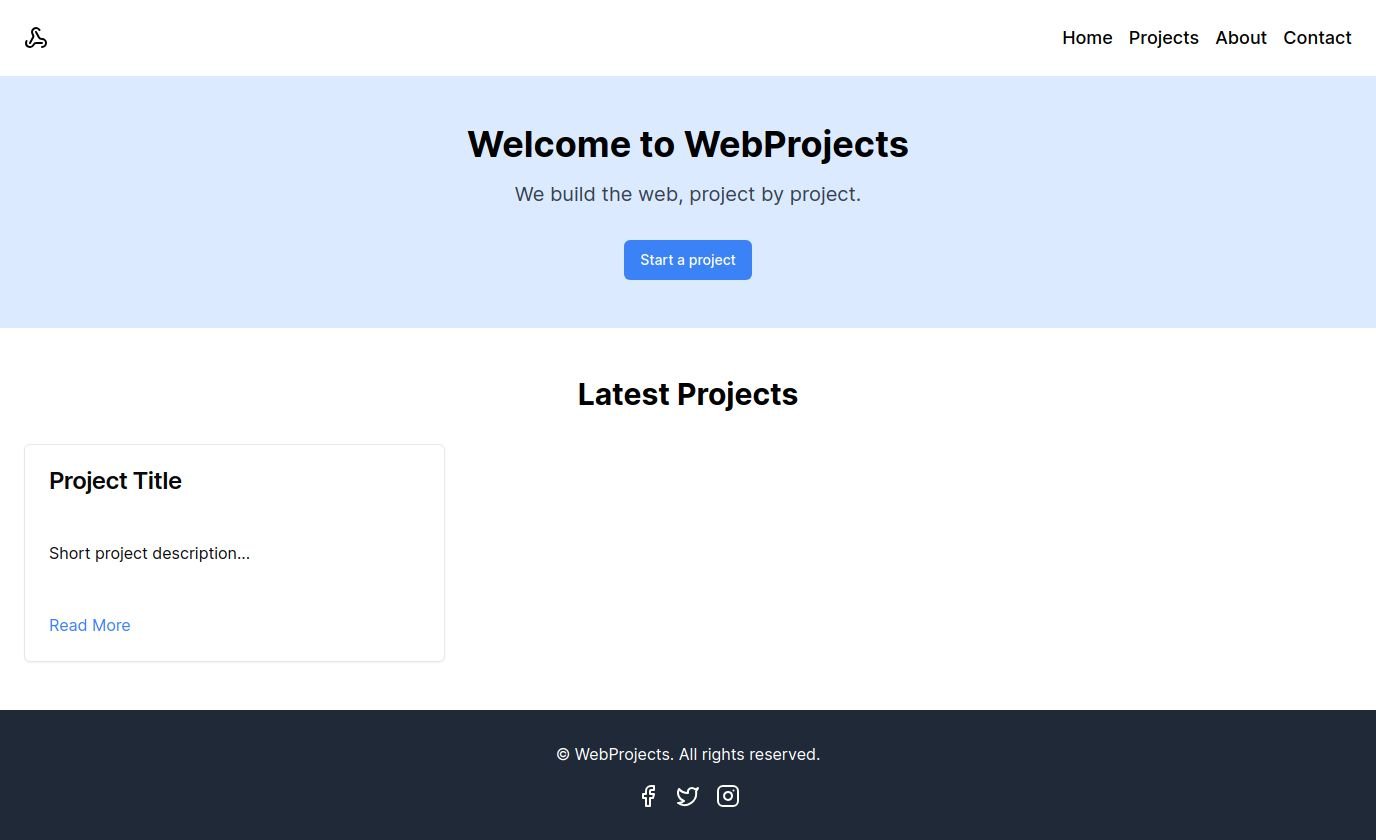 Home Projects About Contact
Welcome to WebProjects
We build the web, project by project.
Start a project
Latest Projects
Project Title
Short project description...
Read More
© WebProjects. All rights reserved.